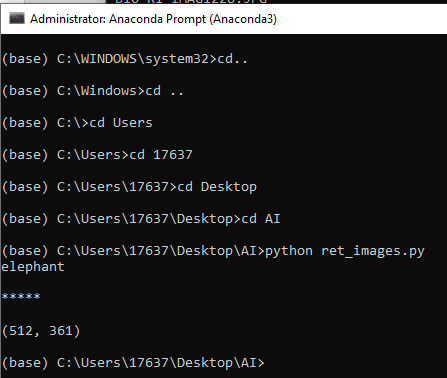 Administrator: Anaconda Prompt (Anaconda3)
(base) C:\WINDOWS\system32>cd..
(base) C:\Windows>cd ..
(base) C:\>cd Users
(base) C:\Users>cd 17637
(base) C:\Users\17637>cd Desktop
(base) C:\Users\17637\Desktop>cd AI
(base) C:\Users\17637\Desktop\AI>python ret_images.py
elephant
*****
(512, 361)
(base) C:\Users\17637\Desktop\AI>